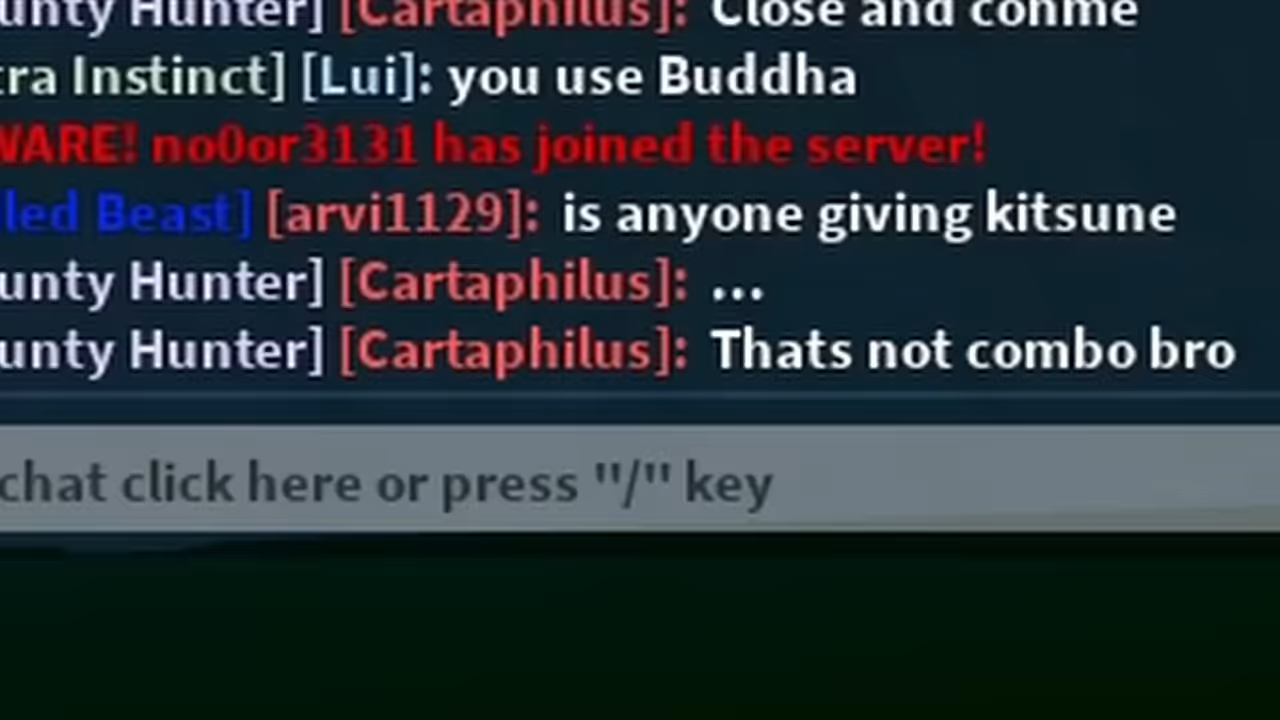 unty Hunter] [Cartaphilus]: Close and conme
tra Instinct] [Lui]: you use Buddha
WARE! no0or3131 has joined the server!
led Beast] [arvi1129]: is anyone giving kitsune
unty Hunter] [Cartaphilus]: ...
unty Hunter] [Cartaphilus]: Thats not combo bro
chat click here or press "/" key